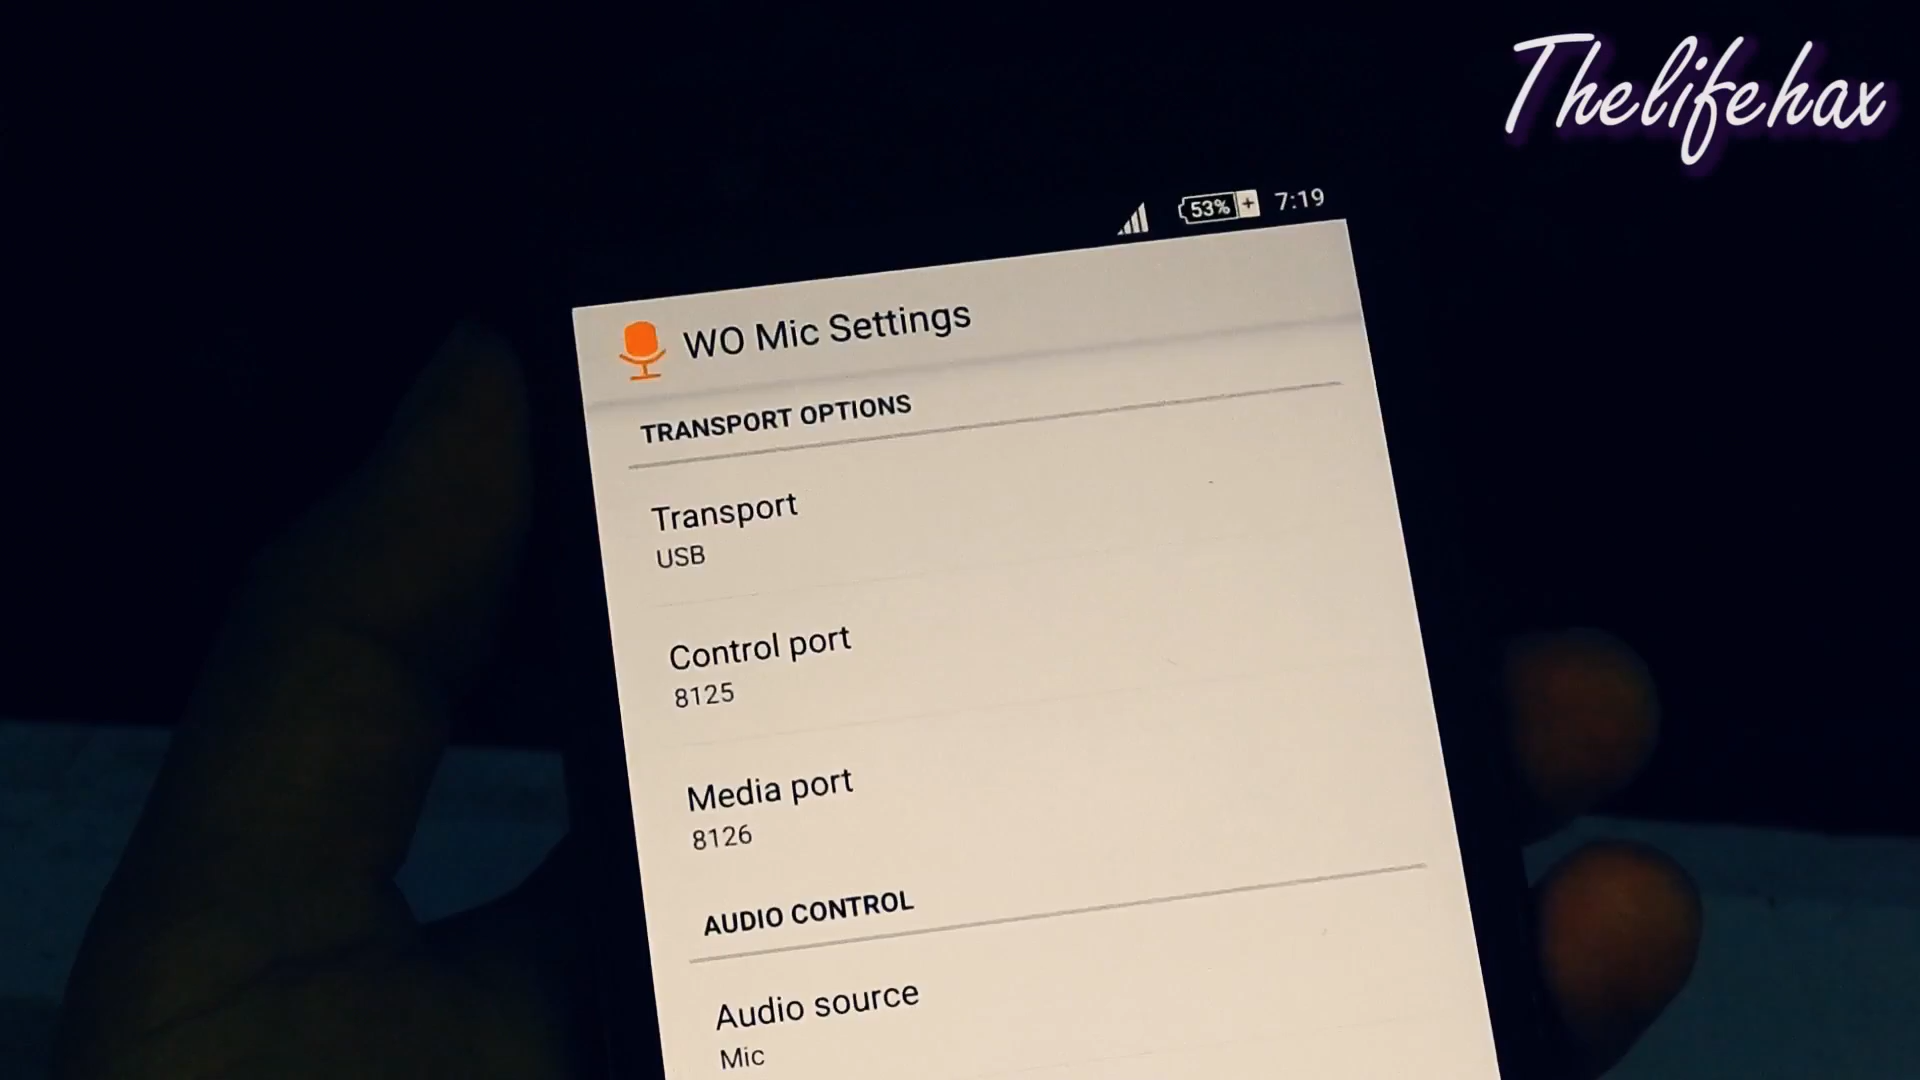 Thelifehax
53% 7:19
WO Mic Settings
TRANSPORT OPTIONS
Transport
USB
Control port
8125
Media port
8126
AUDIO CONTROL
Audio source
Mic